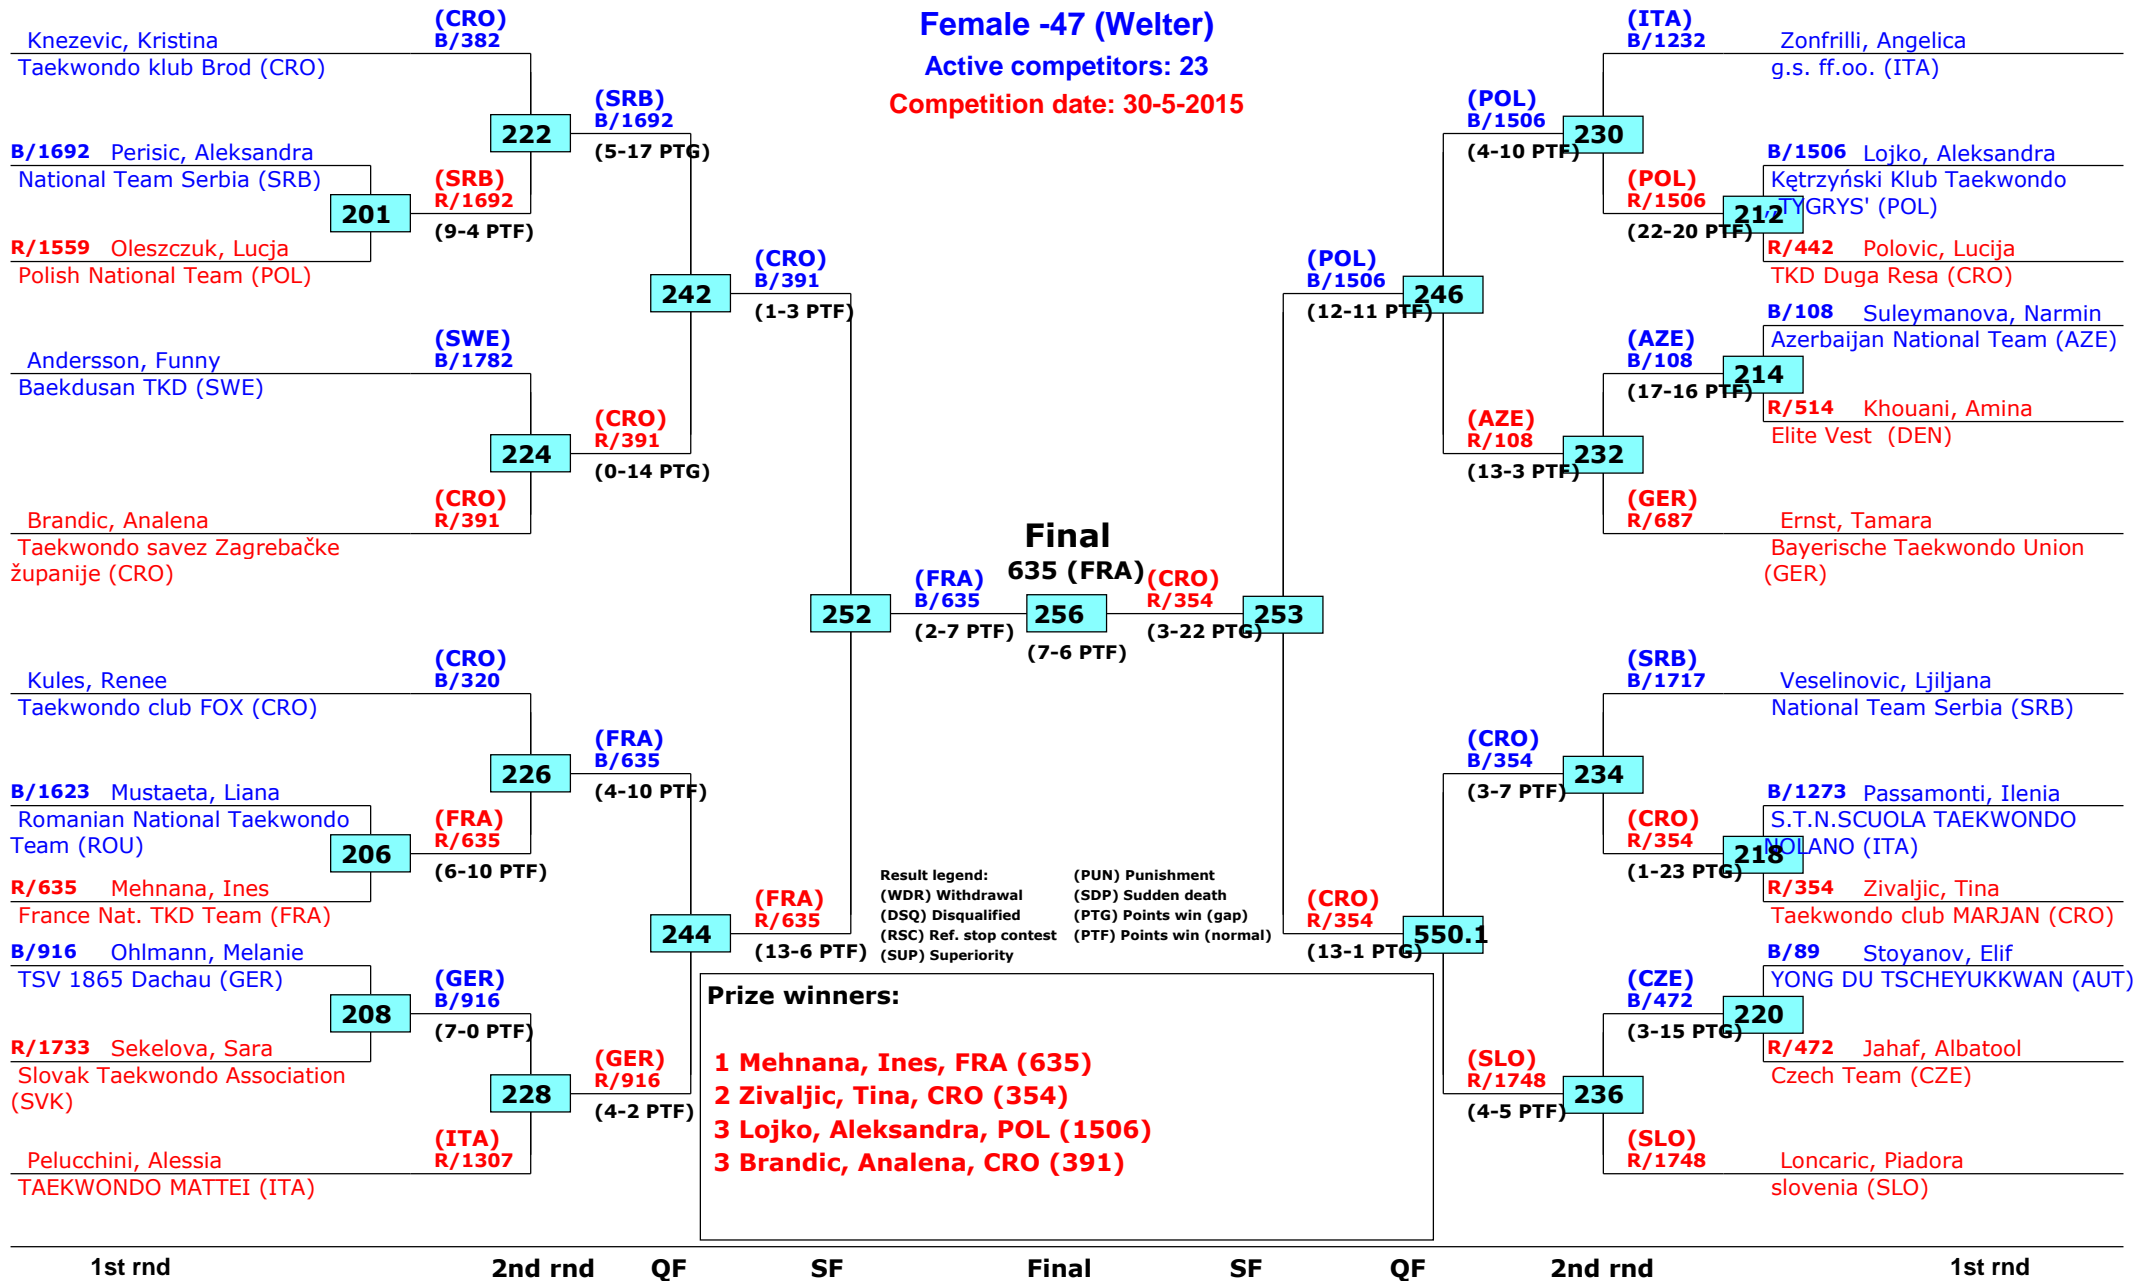 Female -47 (Welter)
Active competitors: 23
Competition date: 30-5-2015
(CRO)
B/382
Knezevic, Kristina
Taekwondo klub Brod (CRO)
222
(SRB)
B/1692
(5-17 PTG)
B/1692 Perisic, Aleksandra
National Team Serbia (SRB)
201
(SRB)
R/1692
(9-4 PTF)
R/1559 Oleszczuk, Lucja
Polish National Team (POL)
242
(CRO)
B/391
(1-3 PTF)
Andersson, Funny
Baekdusan TKD (SWE)
(SWE)
B/1782
224
(CRO)
R/391
(0-14 PTG)
(CRO)
R/391
Brandic, Analena
Taekwondo savez Zagrebačke
županije (CRO)
252
(FRA)
B/635
(2-7 PTF)
Final
635 (FRA)
256
(7-6 PTF)
(CRO)
R/354
(3-22 PTG)
253
(CRO)
B/320
Kules, Renee
Taekwondo club FOX (CRO)
226
(FRA)
B/635
(4-10 PTF)
B/1623 Mustaeta, Liana
Romanian National Taekwondo
Team (ROU)
206
(FRA)
R/635
(6-10 PTF)
R/635 Mehnana, Ines
France Nat. TKD Team (FRA)
244
(FRA)
R/635
(13-6 PTF)
B/916 Ohlmann, Melanie
TSV 1865 Dachau (GER)
208
(GER)
B/916
(7-0 PTF)
R/1733 Sekelova, Sara
Slovak Taekwondo Association
(SVK)
228
(GER)
R/916
(4-2 PTF)
(ITA)
R/1307
Pelucchini, Alessia
TAEKWONDO MATTEI (ITA)
(ITA)
B/1232
Zonfrilli, Angelica
g.s. ff.oo. (ITA)
(POL)
B/1506
(4-10 PTF)
230
B/1506 Lojko, Aleksandra
Kętrzyński Klub Taekwondo
,,TYGRYS' (POL)
(POL)
R/1506
(22-20 PTF)
212
R/442 Polovic, Lucija
TKD Duga Resa (CRO)
(POL)
B/1506
(12-11 PTF)
246
B/108 Suleymanova, Narmin
Azerbaijan National Team (AZE)
(AZE)
B/108
(17-16 PTF)
214
R/514 Khouani, Amina
Elite Vest (DEN)
(AZE)
R/108
(13-3 PTF)
232
(GER)
R/687
Ernst, Tamara
Bayerische Taekwondo Union
(GER)
(SRB)
B/1717
Veselinovic, Ljiljana
National Team Serbia (SRB)
(CRO)
B/354
(3-7 PTF)
234
B/1273 Passamonti, Ilenia
S.T.N.SCUOLA TAEKWONDO
NOLANO (ITA)
(CRO)
R/354
(1-23 PTG)
218
R/354 Zivaljic, Tina
Taekwondo club MARJAN (CRO)
(CRO)
R/354
(13-1 PTG)
550.1
B/89 Stoyanov, Elif
YONG DU TSCHEYUKKWAN (AUT)
(CZE)
B/472
(3-15 PTG)
220
R/472 Jahaf, Albatool
Czech Team (CZE)
(SLO)
R/1748
(4-5 PTF)
236
(SLO)
R/1748
Loncaric, Piadora
slovenia (SLO)
Result legend:
(WDR) Withdrawal
(DSQ) Disqualified
(RSC) Ref. stop contest
(SUP) Superiority
(PUN) Punishment
(SDP) Sudden death
(PTG) Points win (gap)
(PTF) Points win (normal)
Prize winners:
1 Mehnana, Ines, FRA (635)
2 Zivaljic, Tina, CRO (354)
3 Lojko, Aleksandra, POL (1506)
3 Brandic, Analena, CRO (391)
1st rnd 2nd rnd QF SF Final SF QF 2nd rnd 1st rnd